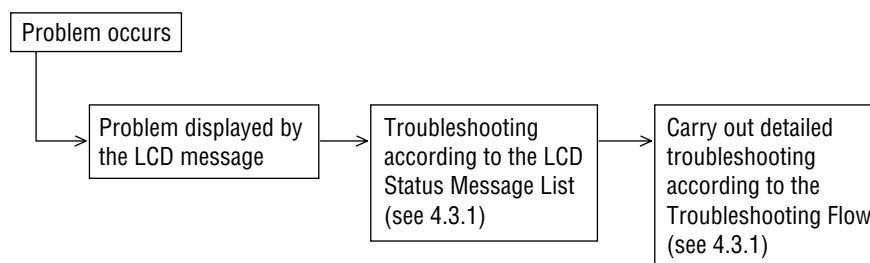 Problem occurs
Problem displayed by
the LCD message
Troubleshooting
according to the LCD
Status Message List
(see 4.3.1)
Carry out detailed
troubleshooting
according to the
Troubleshooting Flow
(see 4.3.1)